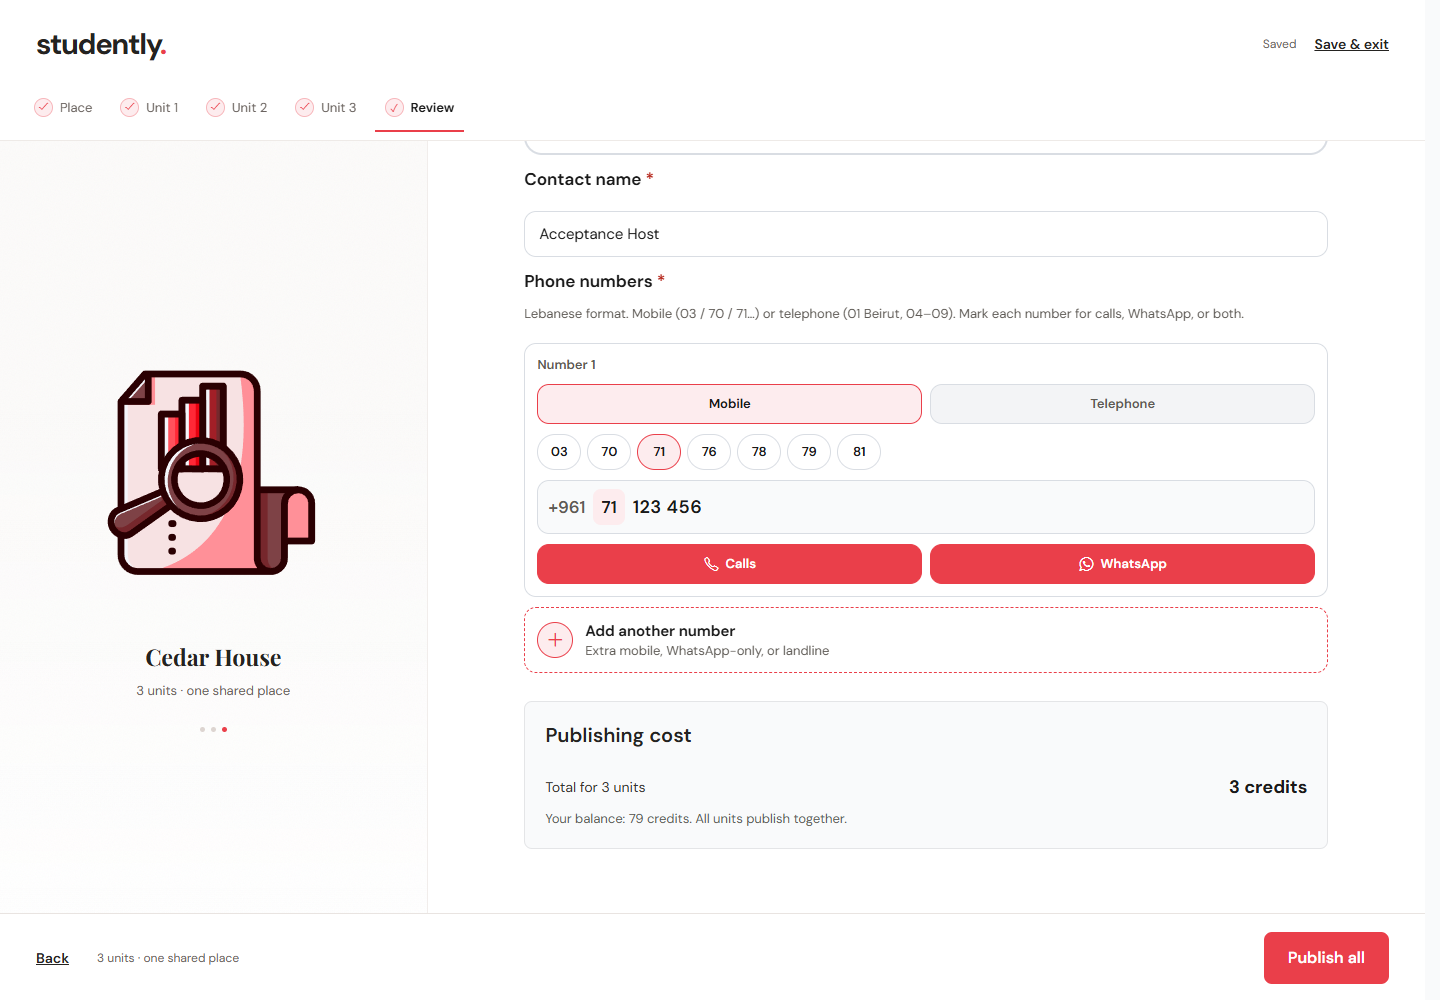 studently.
Saved
Save & exit
Place
Unit 1
Unit 2
Unit 3
Review
Cedar House
3 units · one shared place
Contact name *
Acceptance Host
Phone numbers *
Lebanese format. Mobile (03 / 70 / 71…) or telephone (01 Beirut, 04–09). Mark each number for calls, WhatsApp, or both.
Number 1
Mobile
Telephone
03
70
71
76
78
79
81
+961 71 123 456
Calls
WhatsApp
Add another number
Extra mobile, WhatsApp-only, or landline
Publishing cost
Total for 3 units
3 credits
Your balance: 79 credits. All units publish together.
Back
3 units · one shared place
Publish all